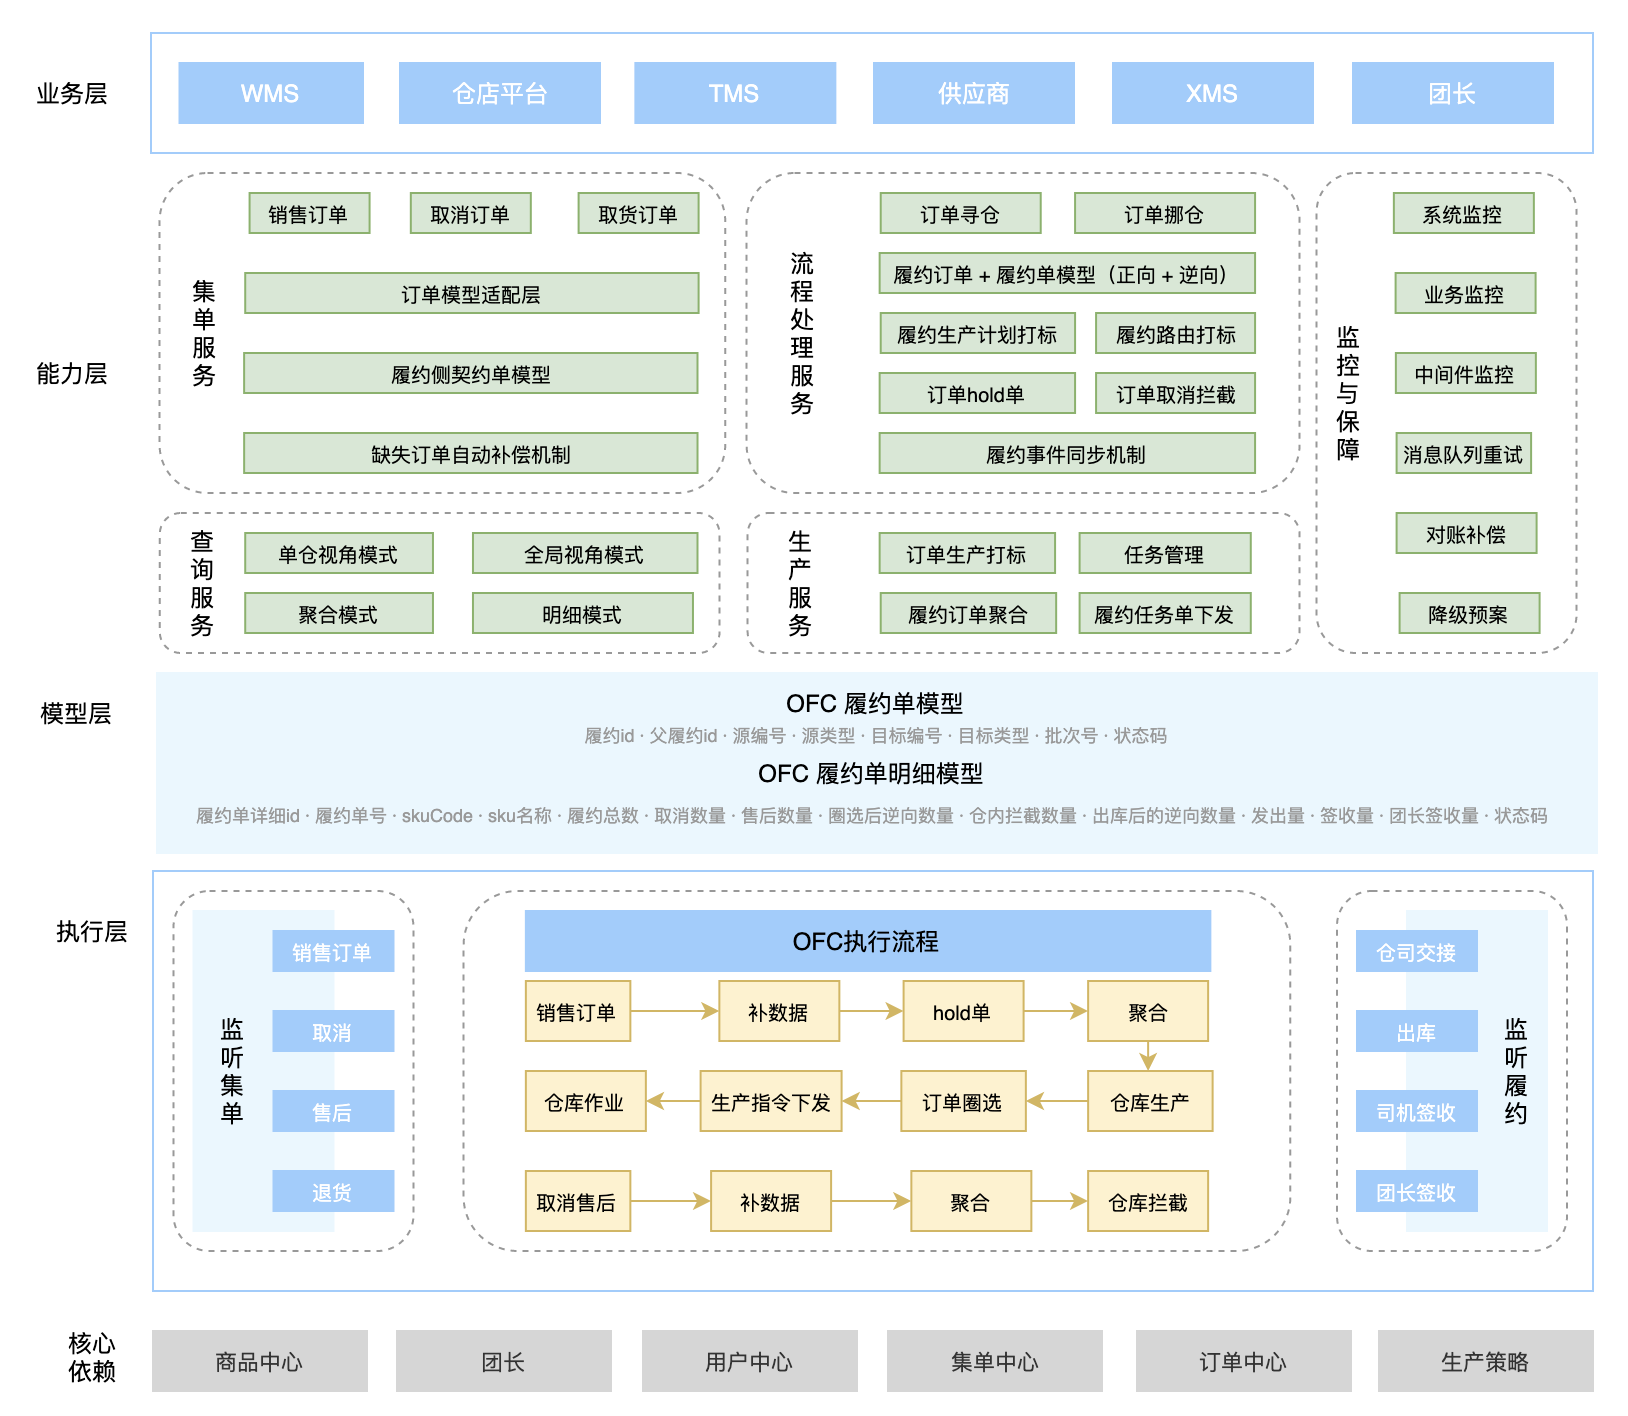 业务层
WMS
仓店平台
TMS
供应商
XMS
团长
能力层
集单服务
销售订单
取消订单
取货订单
订单模型适配层
履约侧契约单模型
缺失订单自动补偿机制
流程处理服务
订单寻仓
订单挪仓
履约订单 + 履约单模型（正向 + 逆向）
履约生产计划打标
履约路由打标
订单hold单
订单取消拦截
履约事件同步机制
监控与保障
系统监控
业务监控
中间件监控
消息队列重试
对账补偿
降级预案
查询服务
单仓视角模式
全局视角模式
聚合模式
明细模式
生产服务
订单生产打标
任务管理
履约订单聚合
履约任务单下发
模型层
OFC 履约单模型
履约id · 父履约id · 源编号 · 源类型 · 目标编号 · 目标类型 · 批次号 · 状态码
OFC 履约单明细模型
履约单详细id · 履约单号 · skuCode · sku名称 · 履约总数 · 取消数量 · 售后数量 · 圈选后逆向数量 · 仓内拦截数量 · 出库后的逆向数量 · 发出量 · 签收量 · 团长签收量 · 状态码
执行层
监听集单
销售订单
取消
售后
退货
OFC执行流程
销售订单
补数据
hold单
聚合
仓库作业
生产指令下发
订单圈选
仓库生产
取消售后
补数据
聚合
仓库拦截
仓司交接
出库
司机签收
团长签收
监听履约
核心
依赖
商品中心
团长
用户中心
集单中心
订单中心
生产策略